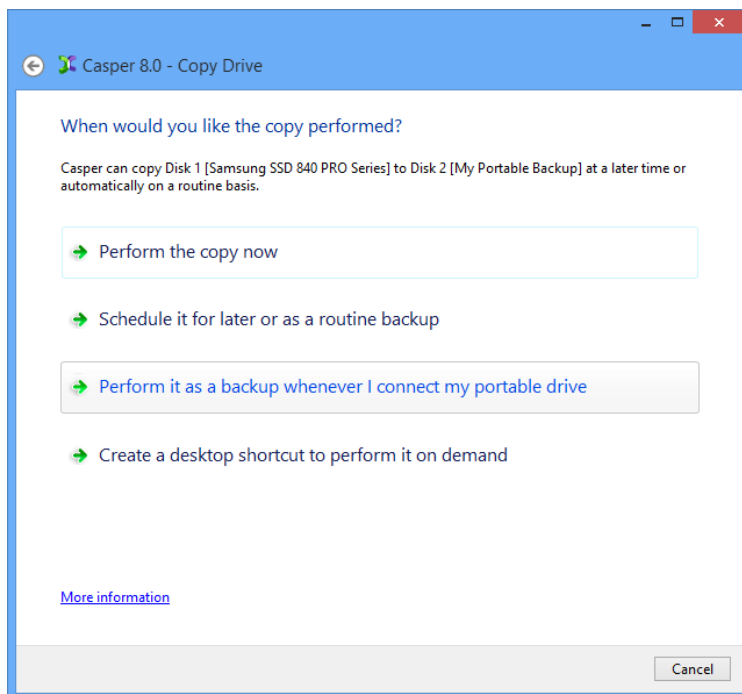 Casper 8.0 - Copy Drive
When would you like the copy performed?
Casper can copy Disk 1 [Samsung SSD 840 PRO Series] to Disk 2 [My Portable Backup] at a later time or
automatically on a routine basis.
Perform the copy now
Schedule it for later or as a routine backup
Perform it as a backup whenever I connect my portable drive
Create a desktop shortcut to perform it on demand
More information
Cancel